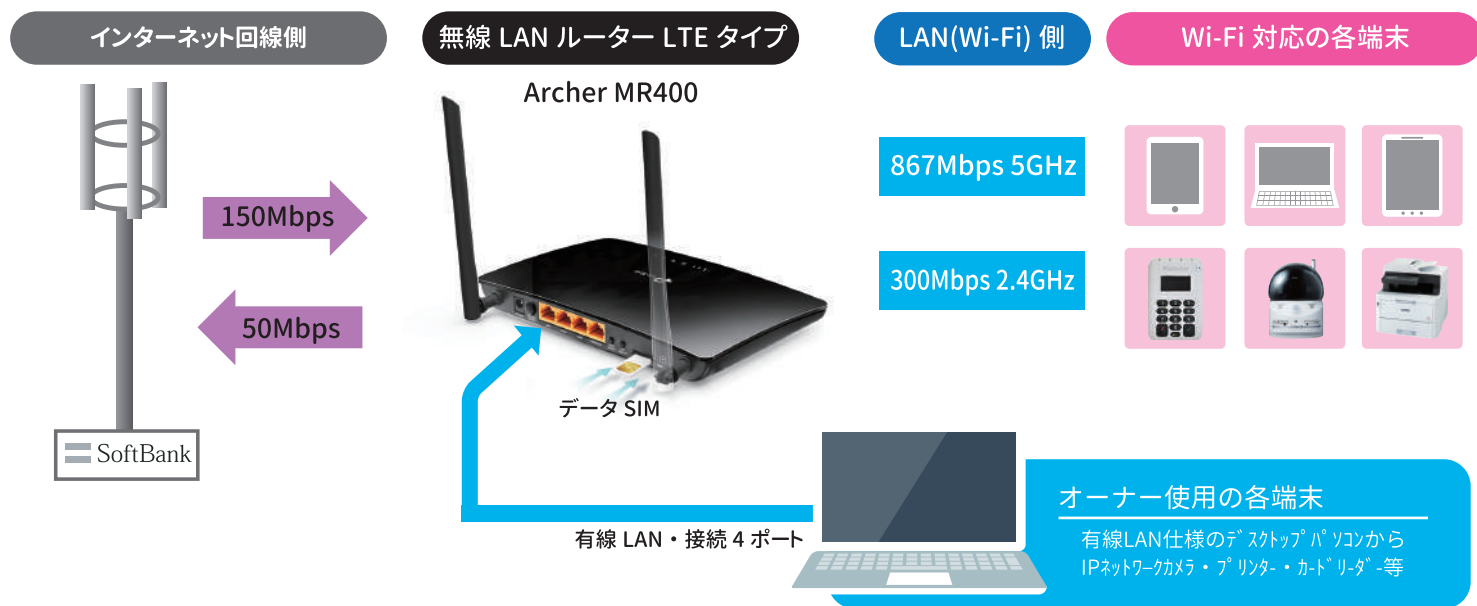 インターネット回線側
無線 LAN ルーター LTE タイプ
LAN(Wi-Fi) 側
Wi-Fi 対応の各端末
Archer MR400
867Mbps 5GHz
150Mbps
300Mbps 2.4GHz
50Mbps
データ SIM
SoftBank
有線 LAN・接続 4 ポート
オーナー使用の各端末
有線LAN仕様のﾃﾞｽｸﾄｯﾌﾟﾊﾟｿｺﾝから
IPﾈｯﾄﾜｰｸｶﾒﾗ・ﾌﾟﾘﾝﾀ-・ｶ-ﾄﾞﾘ-ﾀﾞ-等